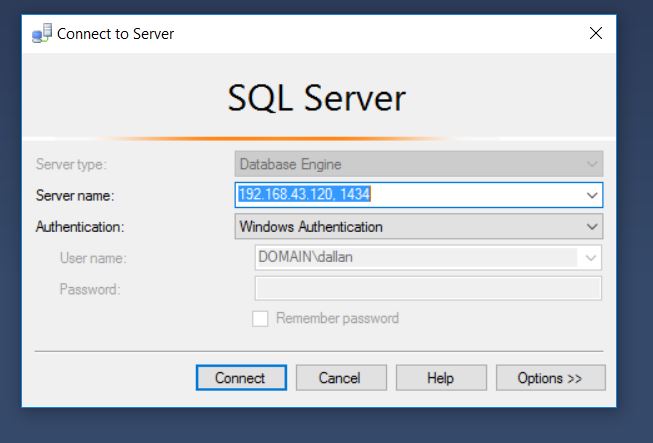 Connect to Server
SQL Server
Server type: Database Engine
Server name: 192.168.43.120, 1434
Authentication: Windows Authentication
User name: DOMAIN\dallan
Password:
Remember password
Connect Cancel Help Options >>